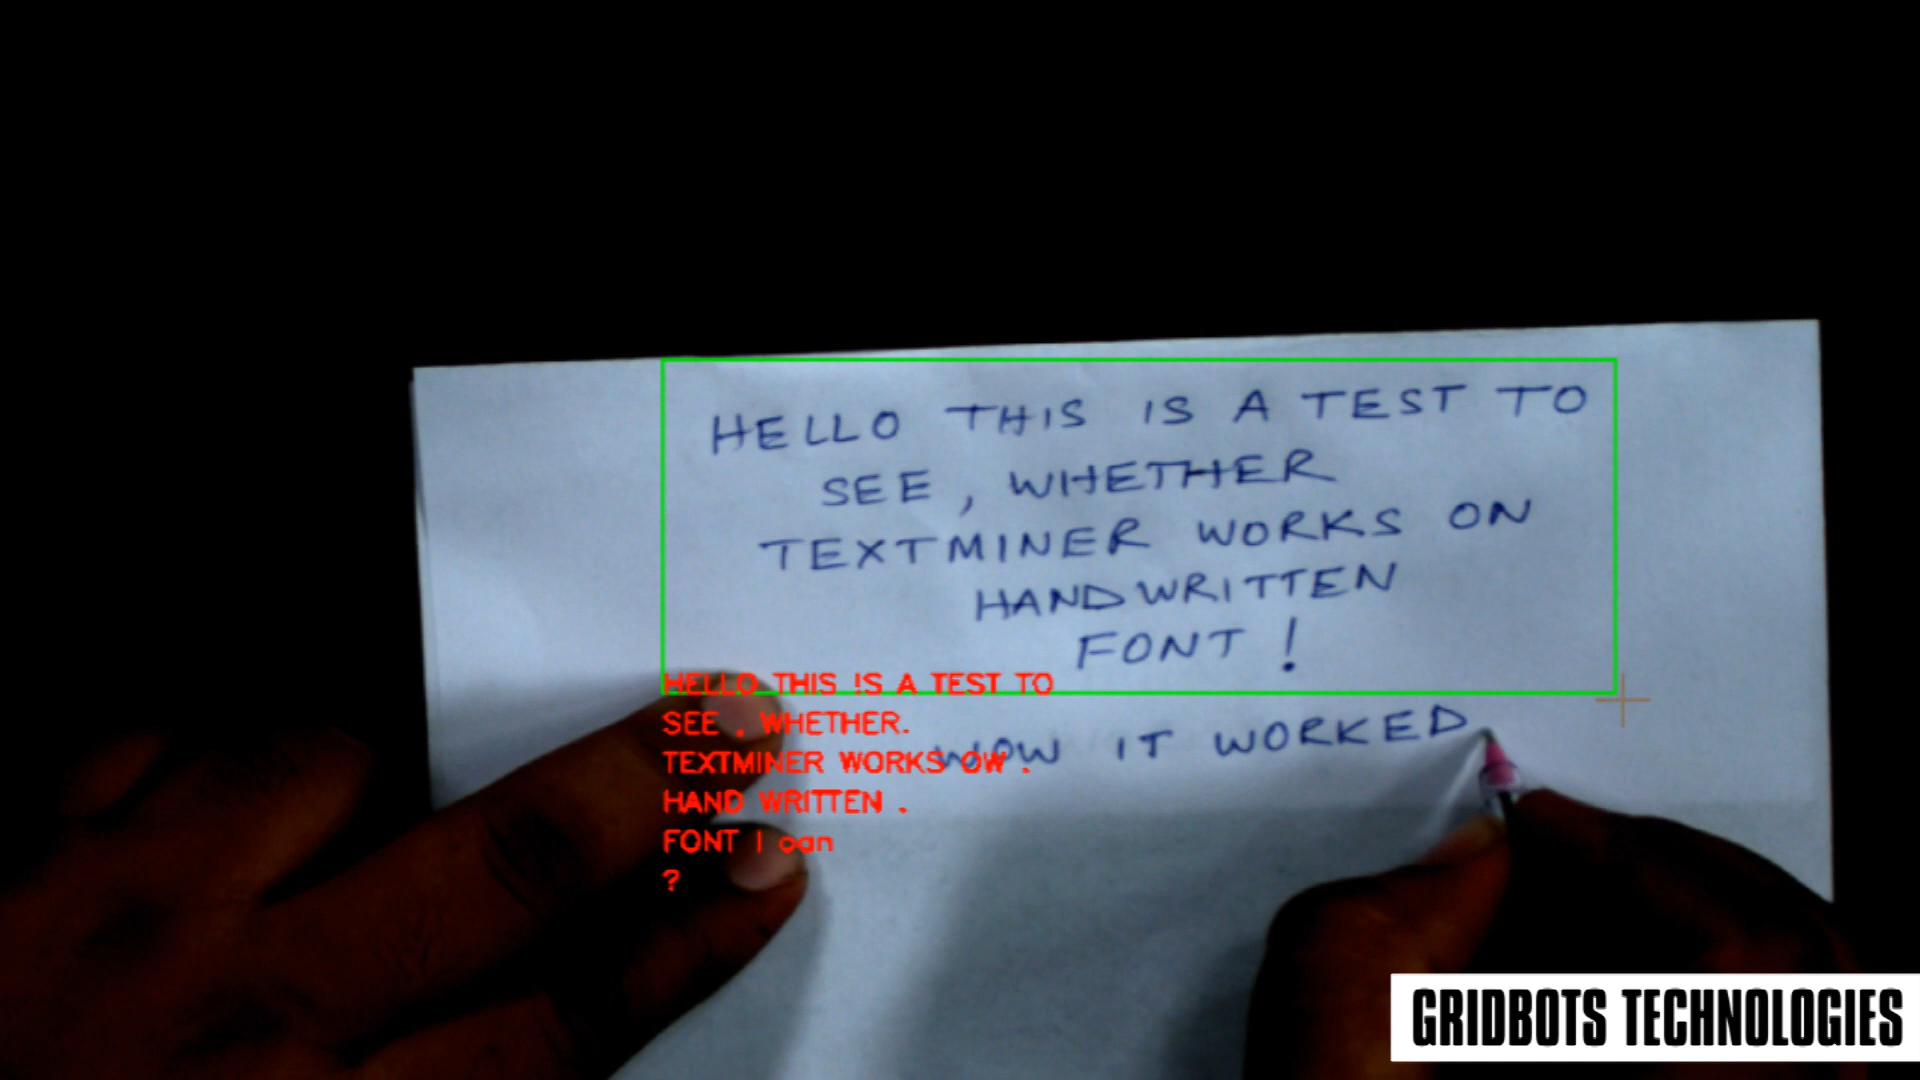 HELLO THIS IS A TEST TO
SEE, WHETHER
TEXTMINER WORKS ON
HANDWRITTEN
FONT!
HELLO THIS !S A TEST TO
SEE , WHETHER.
TEXTMINER WORKS OW .
HAND WRITTEN .
FONT | oan
?
WOW IT WORKED
GRIDBOTS TECHNOLOGIES